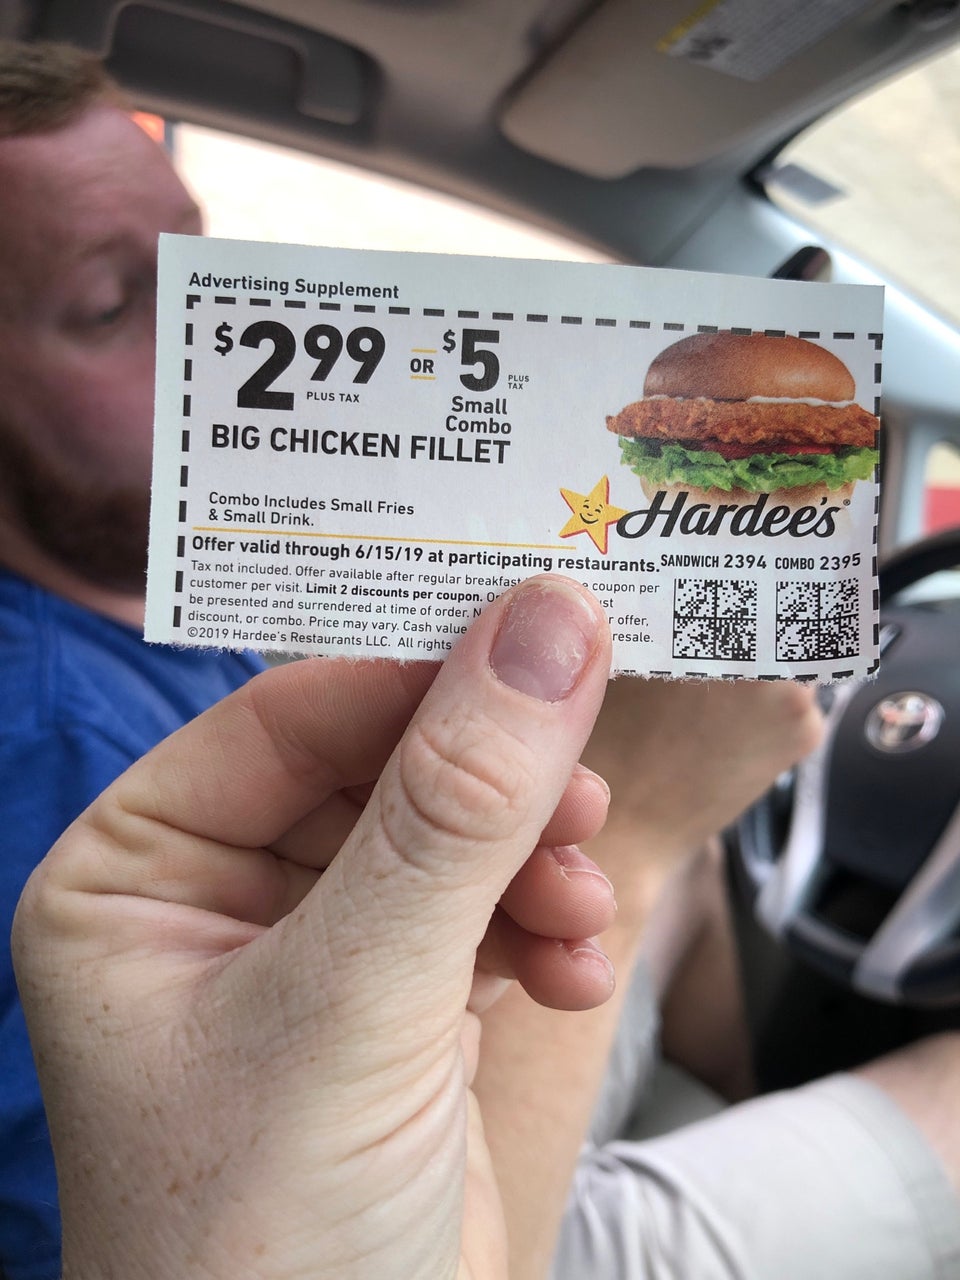 Advertising Supplement
$2.99 PLUS TAX OR $5 PLUS TAX
Small
Combo
BIG CHICKEN FILLET
Combo Includes Small Fries
& Small Drink.
Hardee's®
Offer valid through 6/15/19 at participating restaurants.
SANDWICH 2394 COMBO 2395
Tax not included. Offer available after regular breakfast coupon per
customer per visit. Limit 2 discounts per coupon.
be presented and surrendered at time of order. r offer,
discount, or combo. Price may vary. Cash value resale.
©2019 Hardee's Restaurants LLC. All rights